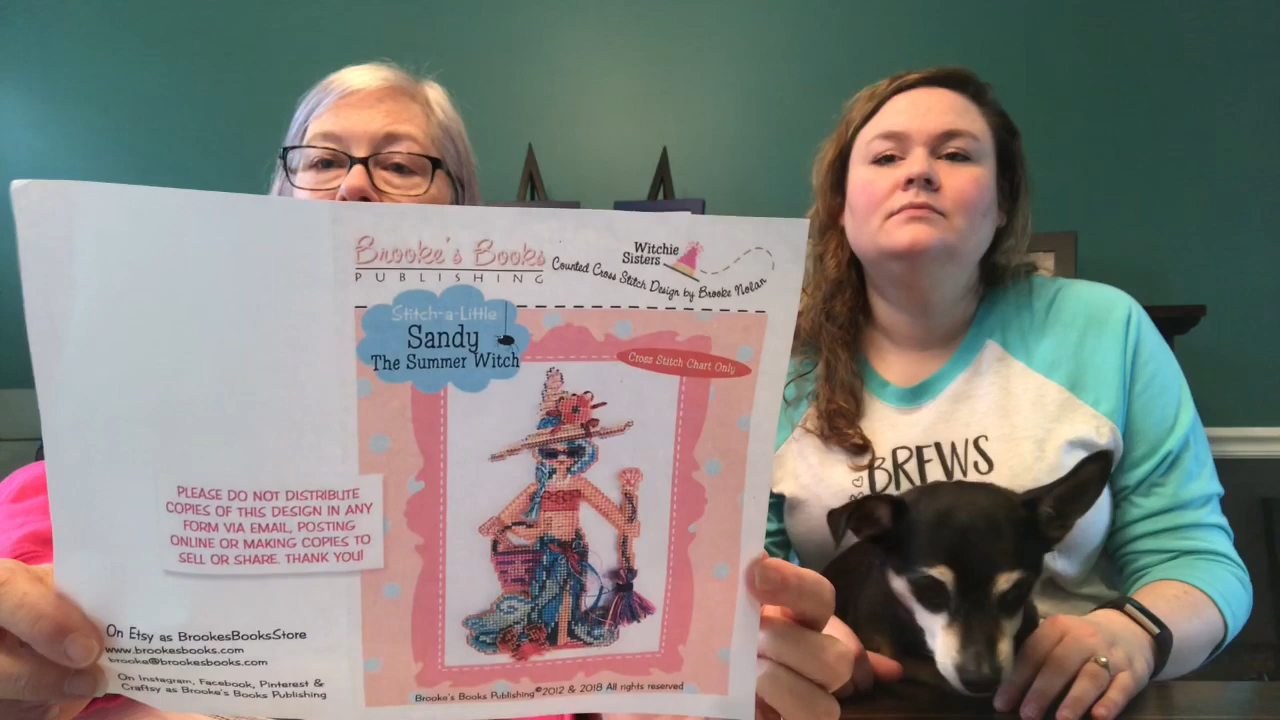 Brooke's Books
PUBLISHING
Witchie
Sisters
Counted Cross Stitch Design by Brooke Nolan
Stitch-a-Little
Sandy
The Summer Witch
Cross Stitch Chart Only
PLEASE DO NOT DISTRIBUTE
COPIES OF THIS DESIGN IN ANY
FORM VIA EMAIL, POSTING
ONLINE OR MAKING COPIES TO
SELL OR SHARE. THANK YOU!
On Etsy as BrookesBooksStore
www.brookesbooks.com
brooke@brookesbooks.com
On Instagram, Facebook, Pinterest &
Craftsy as Brooke's Books Publishing
Brooke's Books Publishing©2012 & 2018 All rights reserved
BREWS